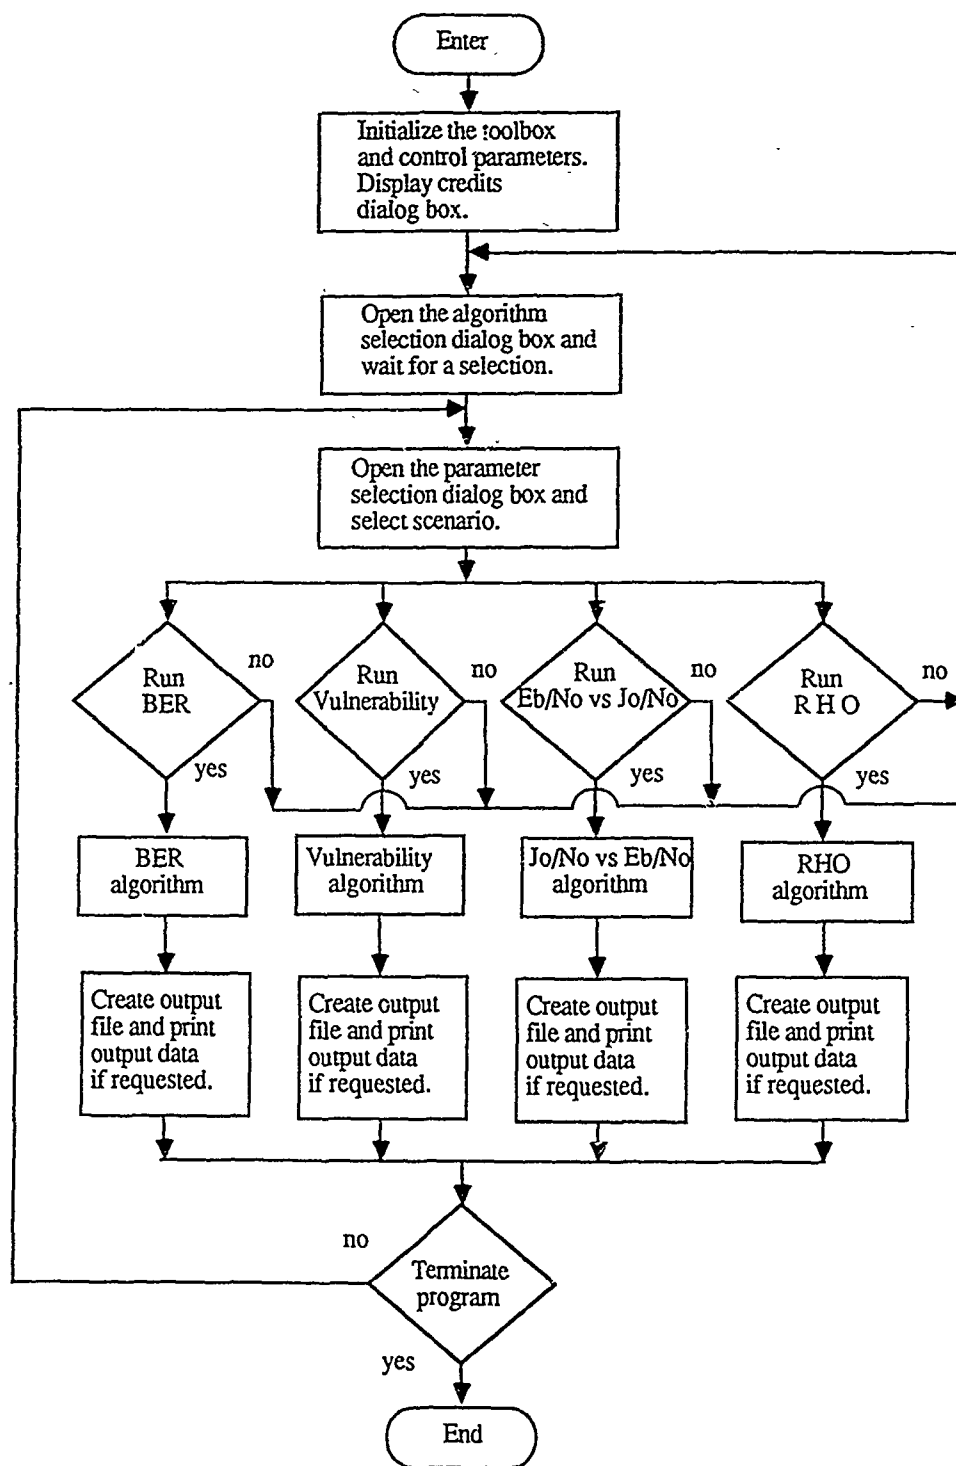 Enter
Initialize the toolbox
and control parameters.
Display credits
dialog box.
Open the algorithm
selection dialog box and
wait for a selection.
Open the parameter
selection dialog box and
select scenario.
Run
BER
no
yes
Run
Vulnerability
no
yes
Run
Eb/No vs Jo/No
no
yes
Run
R H O
no
yes
BER
algorithm
Vulnerability
algorithm
Jo/No vs Eb/No
algorithm
RHO
algorithm
Create output
file and print
output data
if requested.
Create output
file and print
output data
if requested.
Create output
file and print
output data
if requested.
Create output
file and print
output data
if requested.
no
Terminate
program
yes
End